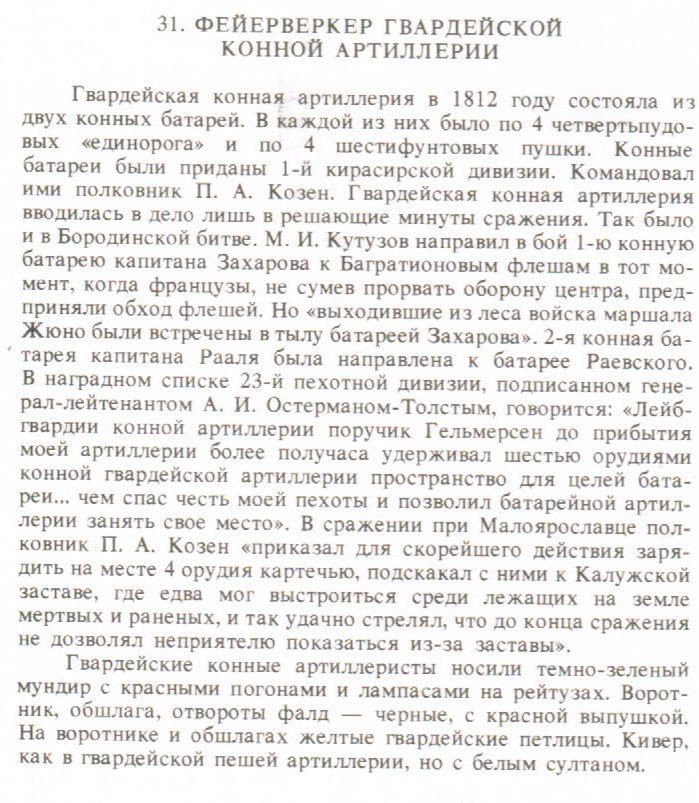 31. ФЕЙЕРВЕРКЕР ГВАРДЕЙСКОЙ
КОННОЙ АРТИЛЛЕРИИ
Гвардейская конная артиллерия в 1812 году состояла из
двух конных батарей. В каждой из них было по 4 четвертьпудо-
вых «единорога» и по 4 шестифунтовых пушки. Конные
батареи были приданы 1-й кирасирской дивизии. Командовал
ими полковник П. А. Козен. Гвардейская конная артиллерия
вводилась в дело лишь в решающие минуты сражения. Так было
и в Бородинской битве. М. И. Кутузов направил в бой 1-ю конную
батарею капитана Захарова к Багратионовым флешам в тот мо-
мент, когда французы, не сумев прорвать оборону центра, пред-
приняли обход флешей. Но «выходившие из леса войска маршала
Жюно были встречены в тылу батареей Захарова». 2-я конная ба-
тарея капитана Рааля была направлена к батарее Раевского.
В наградном списке 23-й пехотной дивизии, подписанном гене-
рал-лейтенантом А. И. Остерманом-Толстым, говорится: «Лейб-
гвардии конной артиллерии поручик Гельмерсен до прибытия
моей артиллерии более получаса удерживал шестью орудиями
конной гвардейской артиллерии пространство для целей бата-
реи... чем спас честь моей пехоты и позволил батарейной артил-
лерии занять свое место». В сражении при Малоярославце пол-
ковник П. А. Козен «приказал для скорейшего действия заря-
дить на месте 4 орудия картечью, подскакал с ними к Калужской
заставе, где едва мог выстроиться среди лежащих на земле
мертвых и раненых, и так удачно стрелял, что до конца сражения
не дозволял неприятелю показаться из-за заставы».
Гвардейские конные артиллеристы носили темно-зеленый
мундир с красными погонами и лампасами на рейтузах. Ворот-
ник, обшлага, отвороты фалд — черные, с красной выпушкой.
На воротнике и обшлагах желтые гвардейские петлицы. Кивер,
как в гвардейской пешей артиллерии, но с белым султаном.